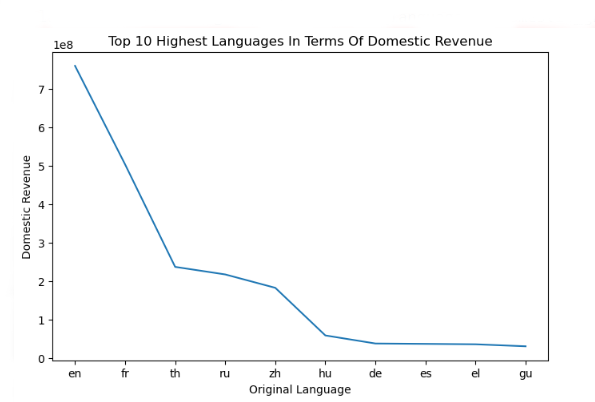 Top 10 Highest Languages In Terms Of Domestic Revenue
1e8
7
6
5
4
3
2
1
0
Domestic Revenue
en fr th ru zh hu de es el gu
Original Language